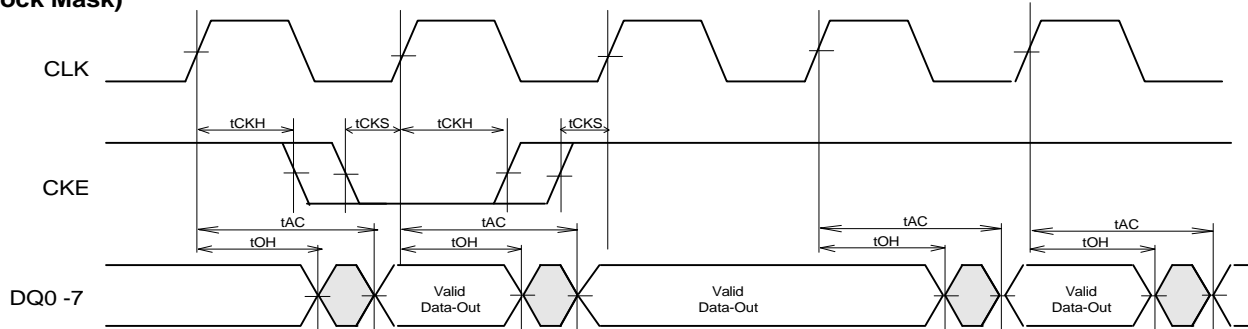 ock Mask)
CLK
tCKH
tCKS
tCKH
tCKS
CKE
tAC
tAC
tAC
tAC
tOH
tOH
tOH
tOH
DQ0 -7
Valid
Data-Out
Valid
Data-Out
Valid
Data-Out